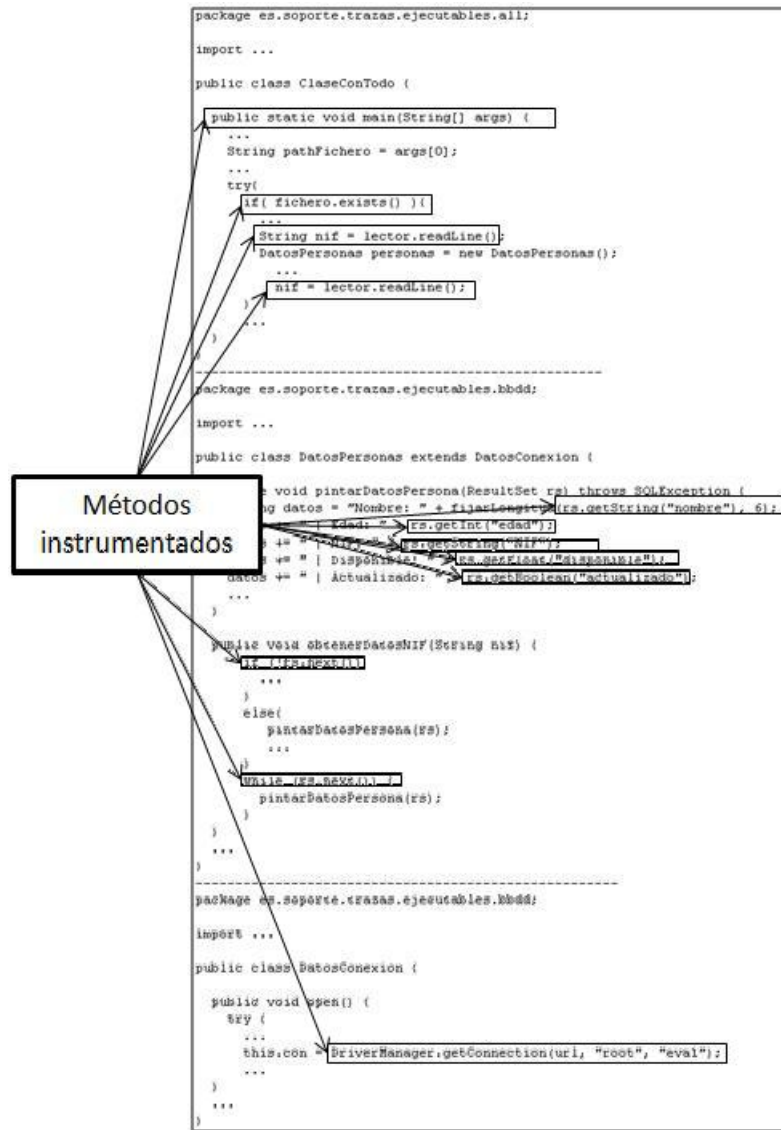 package es.soporte.trazas.ejecutables.all;
import ...
public class ClaseConTodo {
public static void main(String[] args) {
...
String pathFichero = args[0];
...
try{
if( fichero.exists() ){
...
String nif = lector.readLine();
DatosPersonas personas = new DatosPersonas();
...
nif = lector.readLine();
}
...
}
}
------------------------------------------------
package es.soporte.trazas.ejecutables.bbdd;
import ...
public class DatosPersonas extends DatosConexion {
void pintarDatosPersona(ResultSet rs) throws SQLException {
datos = "Nombre: " + fijarLongitud(rs.getString("nombre"), 6);
| Edad: " rs.getInt("edad");
+= " | NIF: " rs.getString("NIF");
+= " | Disponible: " rs.getFloat("disponible");
datos += " | Actualizado: " rs.getBoolean("actualizado");
...
}
public void obtenerDatosNIF(String nif) {
if (!rs.next())
...
}
else{
pintarDatosPersona(rs);
...
}
while (rs.next()) {
pintarDatosPersona(rs);
}
}
...
}
--------------------------------------------------
package es.soporte.trazas.ejecutables.bbdd;
import ...
public class DatosConexion {
public void open() {
try {
...
this.con = DriverManager.getConnection(url, "root", "eval");
...
}
...
}
Métodos
instrumentados